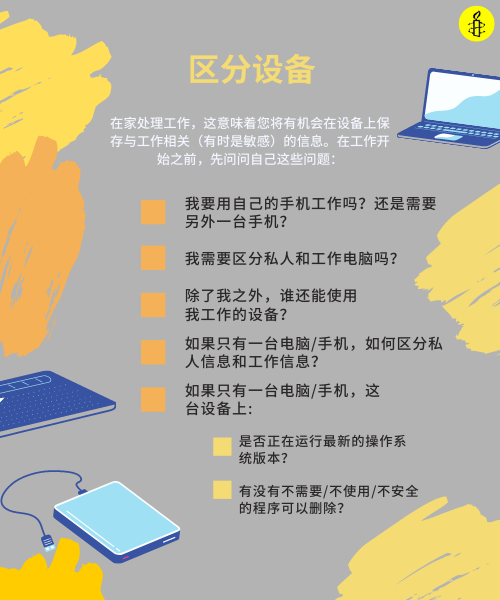 区分设备
在家处理工作，这意味着您将有机会在设备上保
存与工作相关（有时是敏感）的信息。在工作开
始之前，先问问自己这些问题：
我要用自己的手机工作吗？还是需要
另外一台手机？
我需要区分私人和工作电脑吗？
除了我之外，谁还能使用
我工作的设备？
如果只有一台电脑/手机，如何区分私
人信息和工作信息？
如果只有一台电脑/手机，这
台设备上:
是否正在运行最新的操作系
统版本？
有没有不需要/不使用/不安全
的程序可以删除？